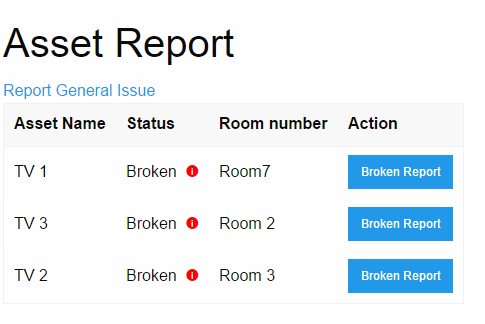 Asset Report
Report General Issue
Asset Name Status Room number Action
TV 1 Broken Room7 Broken Report
TV 3 Broken Room 2 Broken Report
TV 2 Broken Room 3 Broken Report